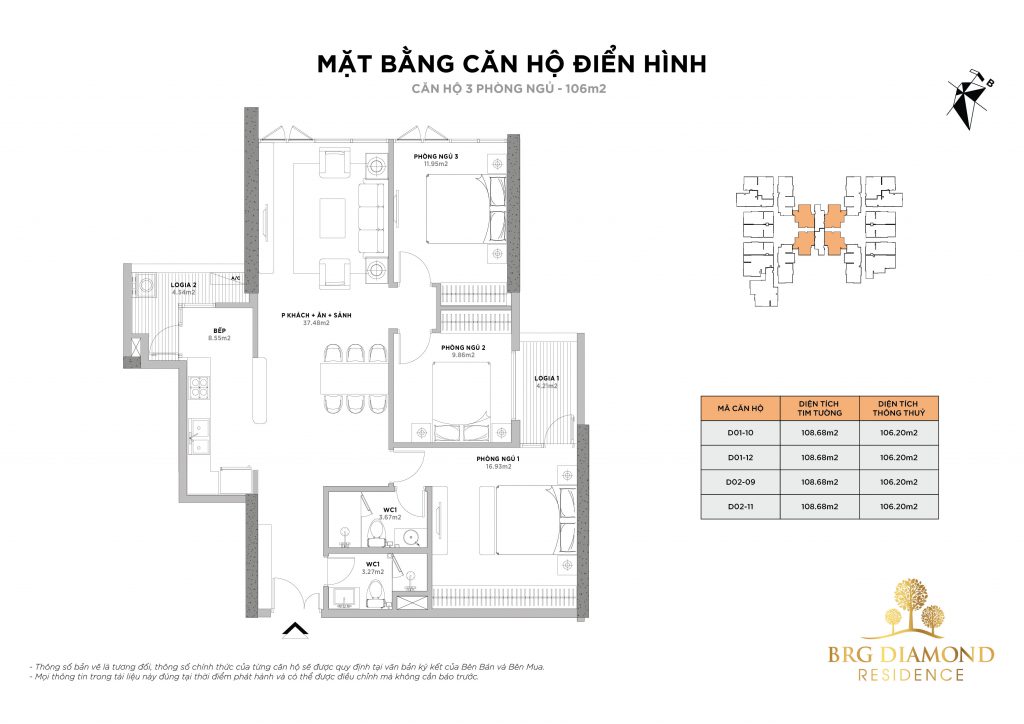 MẶT BẰNG CĂN HỘ ĐIỂN HÌNH
CĂN HỘ 3 PHÒNG NGỦ - 106m2
B
PHÒNG NGỦ 3
11.95m2
A/C
LOGIA 2
4.54m2
P KHÁCH + ĂN + SẢNH
37.48m2
BẾP
8.55m2
PHÒNG NGỦ 2
9.86m2
LOGIA 1
4.21m2
PHÒNG NGỦ 1
16.93m2
WC1
3.67m2
WC1
3.27m2
MÃ CĂN HỘ DIỆN TÍCH TIM TƯỜNG DIỆN TÍCH THÔNG THUỶ
D01-10 108.68m2 106.20m2
D01-12 108.68m2 106.20m2
D02-09 108.68m2 106.20m2
D02-11 108.68m2 106.20m2
BRG DIAMOND
RESIDENCE
- Thông số bản vẽ là tương đối, thông số chính thức của từng căn hộ sẽ được quy định tại văn bản ký kết của Bên Bán và Bên Mua.
- Mọi thông tin trong tài liệu này đúng tại thời điểm phát hành và có thể được điều chỉnh mà không cần báo trước.